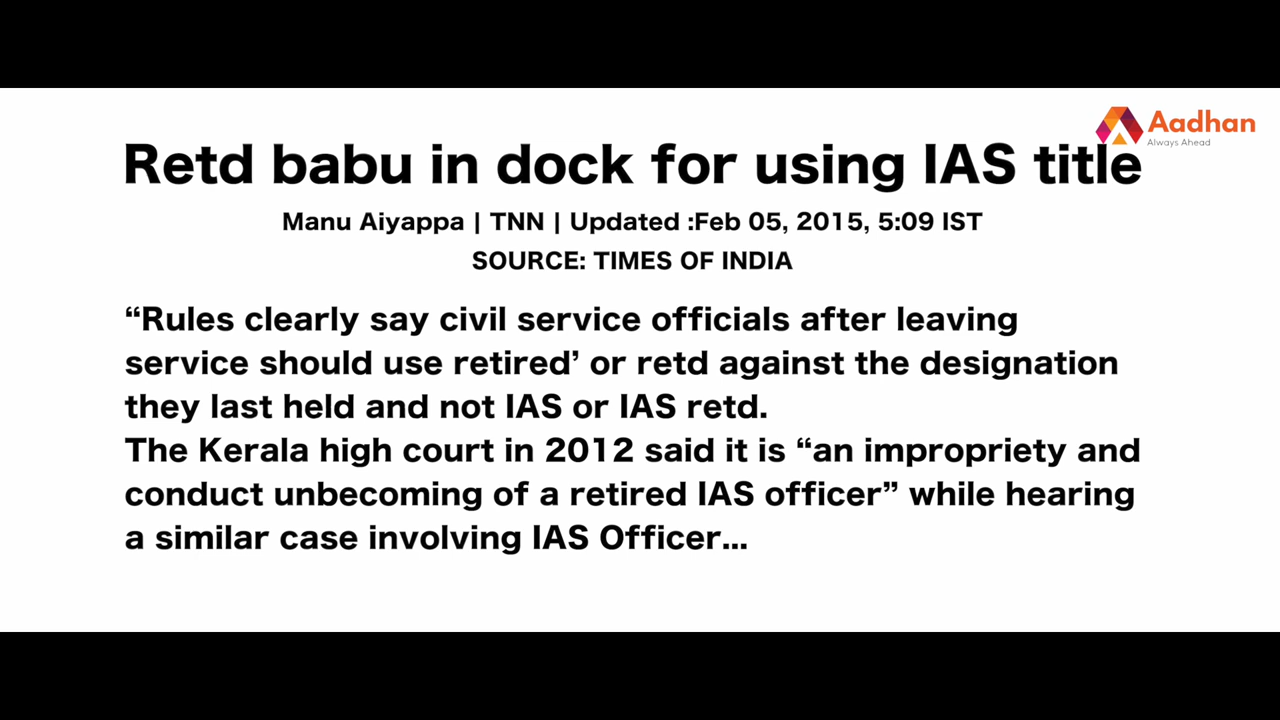 Aadhan
Always Ahead
Retd babu in dock for using IAS title
Manu Aiyappa | TNN | Updated :Feb 05, 2015, 5:09 IST
SOURCE: TIMES OF INDIA
“Rules clearly say civil service officials after leaving
service should use retired’ or retd against the designation
they last held and not IAS or IAS retd.
The Kerala high court in 2012 said it is “an impropriety and
conduct unbecoming of a retired IAS officer” while hearing
a similar case involving IAS Officer...